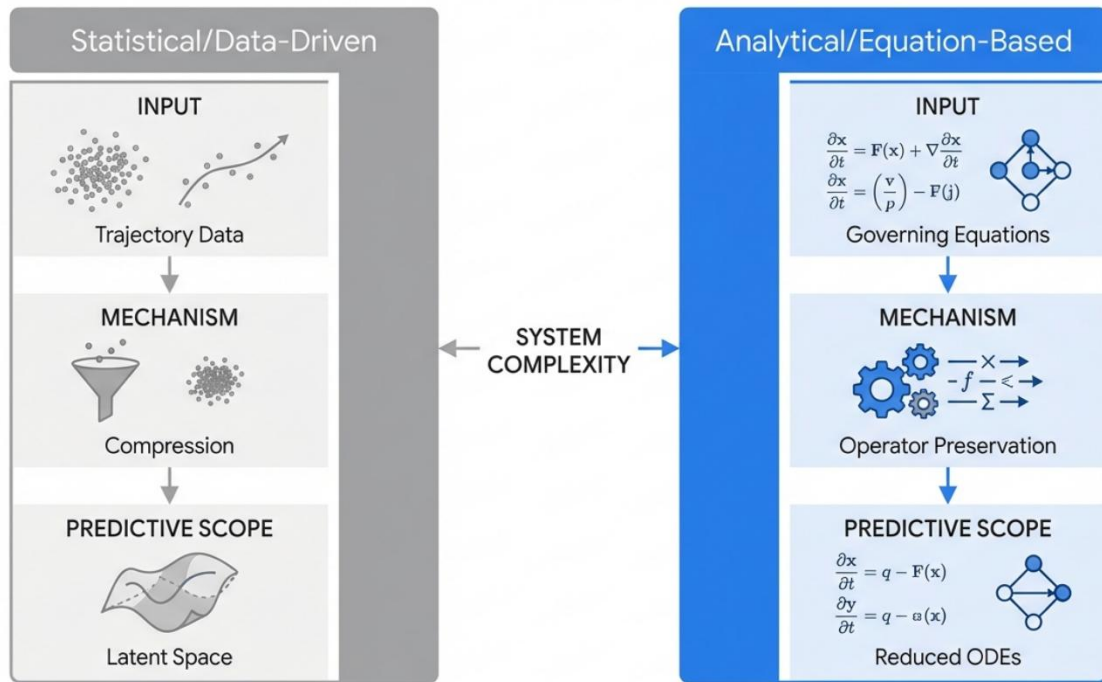 Statistical/Data-Driven
INPUT
Trajectory Data
MECHANISM
Compression
PREDICTIVE SCOPE
Latent Space
SYSTEM
COMPLEXITY
Analytical/Equation-Based
INPUT
∂x/∂t = F(x) + ∇ ∂x/∂t
∂x/∂t = (v/p) − F(j)
Governing Equations
MECHANISM
×
-f <
Σ
Operator Preservation
PREDICTIVE SCOPE
∂x/∂t = q − F(x)
∂y/∂t = q − ɞ(x)
Reduced ODEs